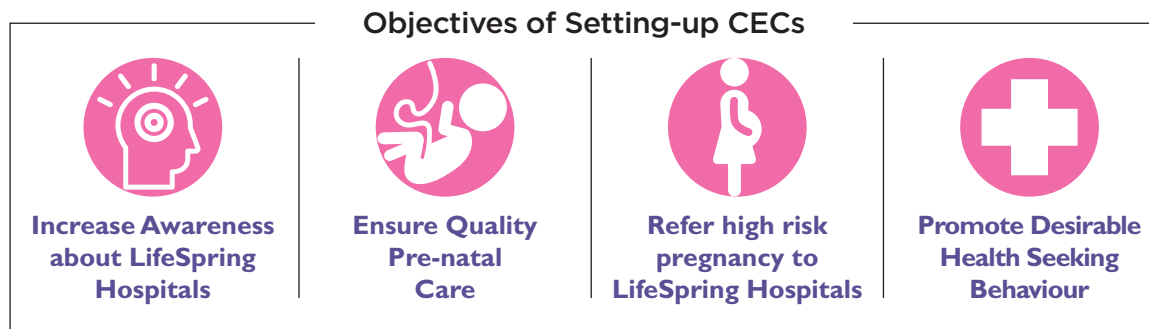 Objectives of Setting-up CECs
Increase Awareness
about LifeSpring
Hospitals
Ensure Quality
Pre-natal
Care
Refer high risk
pregnancy to
LifeSpring Hospitals
Promote Desirable
Health Seeking
Behaviour